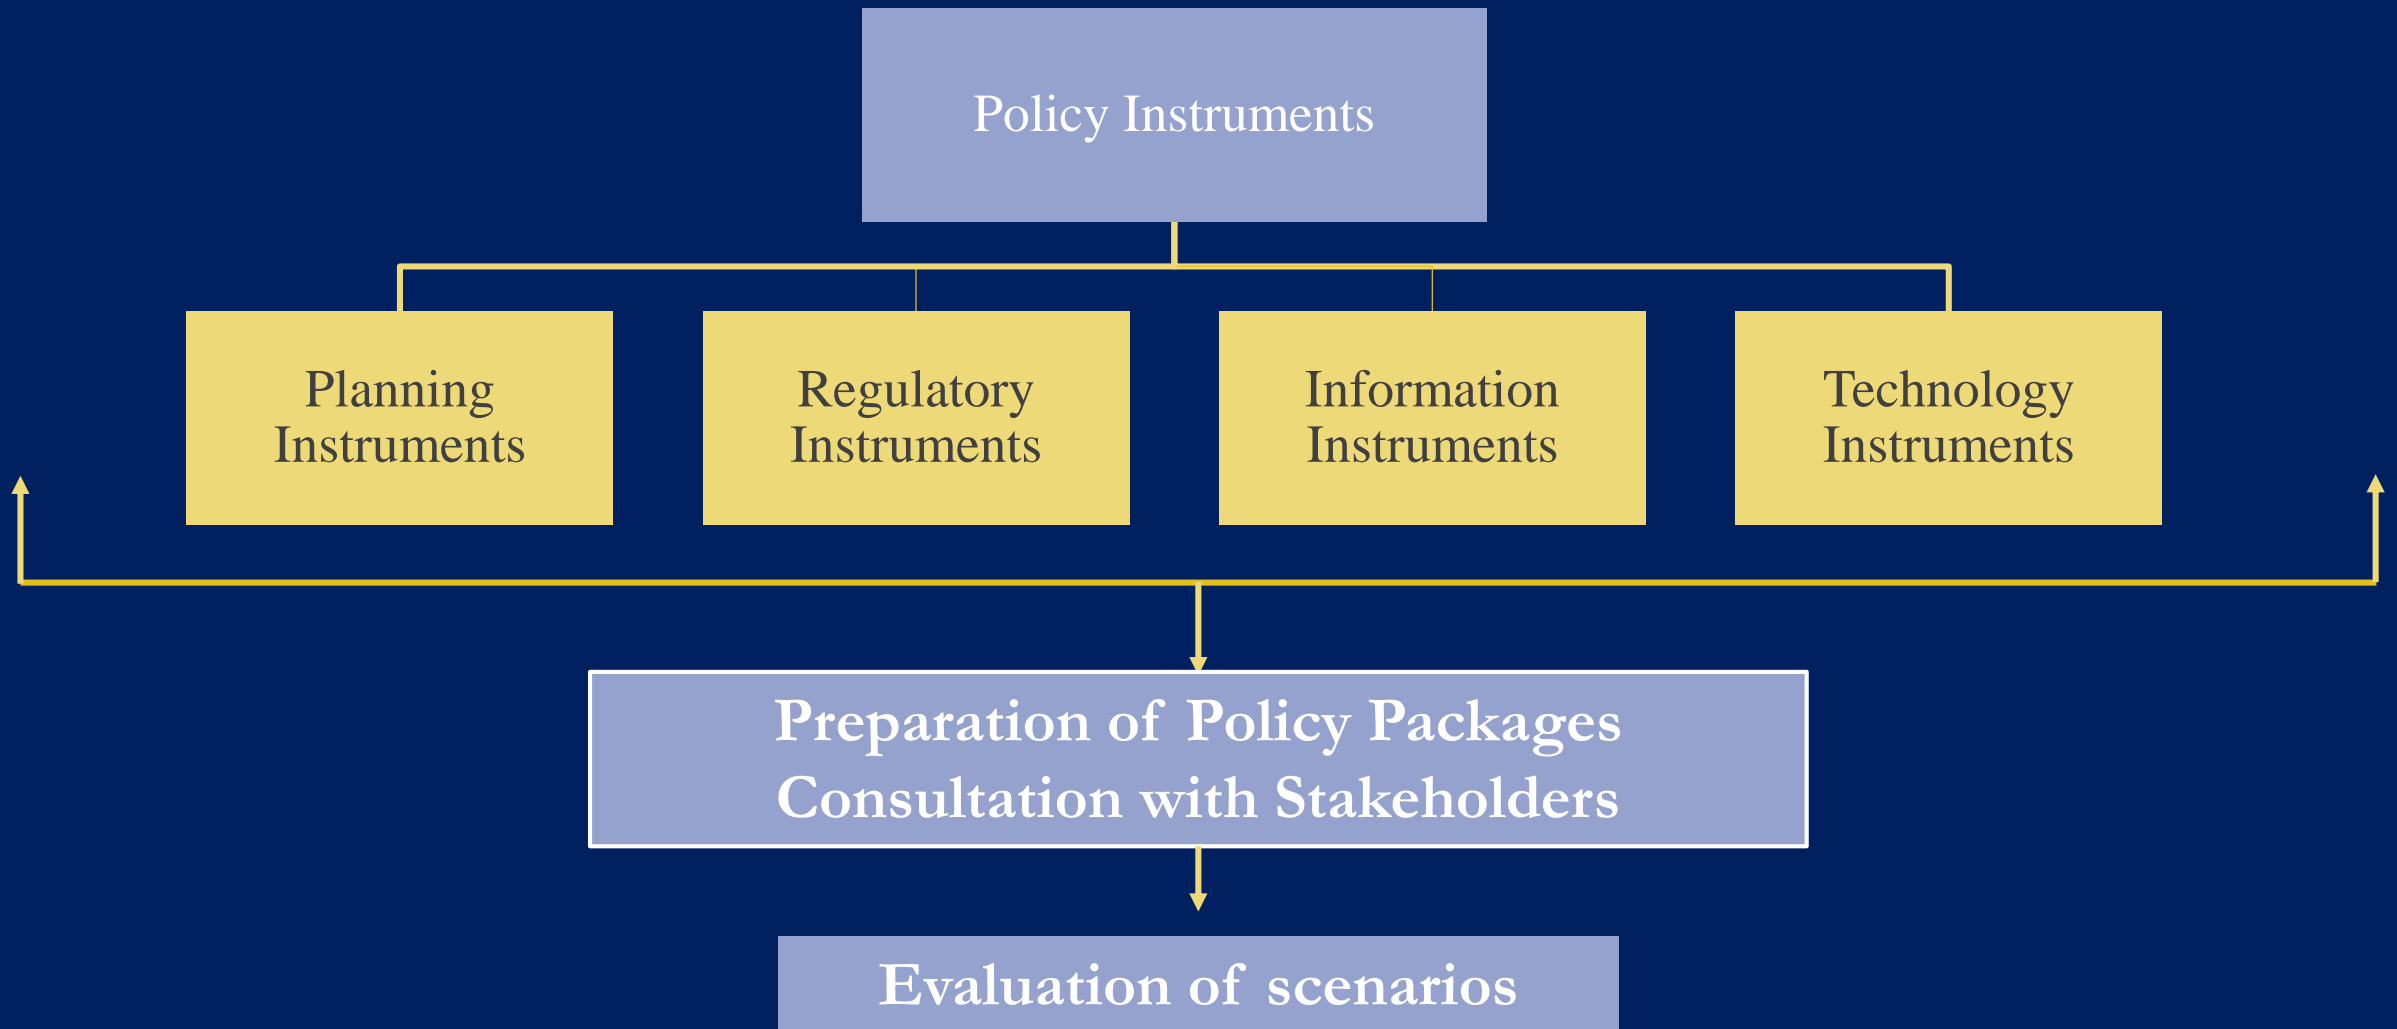 Policy Instruments
Planning
Instruments
Regulatory
Instruments
Information
Instruments
Technology
Instruments
Preparation of Policy Packages
Consultation with Stakeholders
Evaluation of scenarios